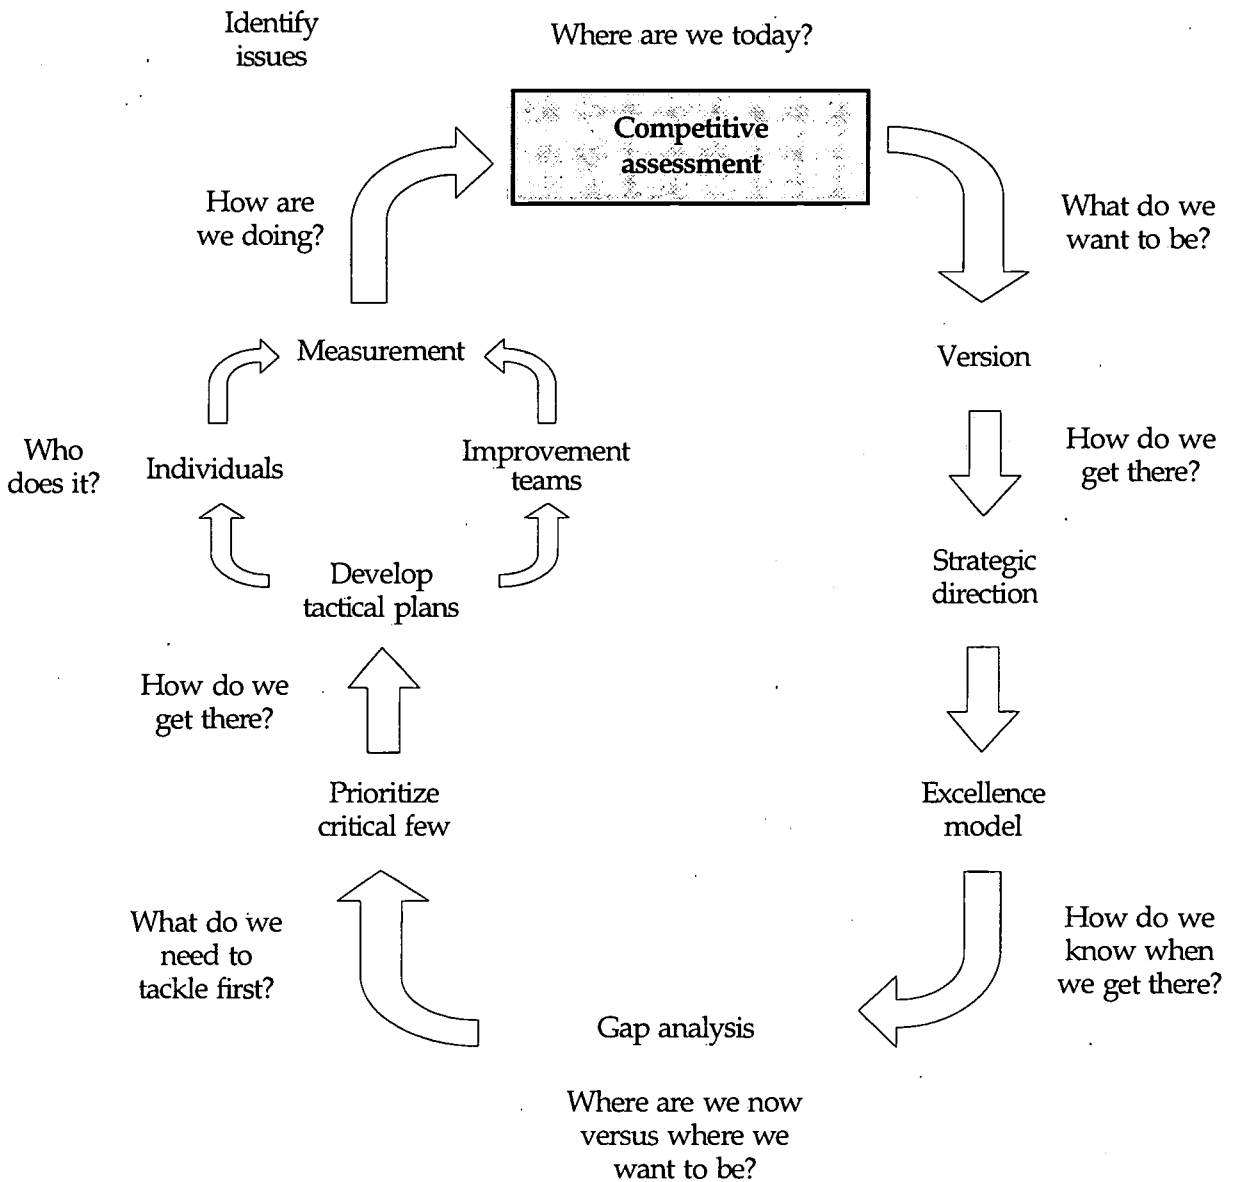 Identify
issues
Where are we today?
Competitive
assessment
How are
we doing?
What do we
want to be?
Measurement
Version
Who
does it?
Individuals
Improvement
teams
How do we
get there?
Develop
tactical plans
Strategic
direction
How do we
get there?
Prioritize
critical few
Excellence
model
What do we
need to
tackle first?
How do we
know when
we get there?
Gap analysis
Where are we now
versus where we
want to be?